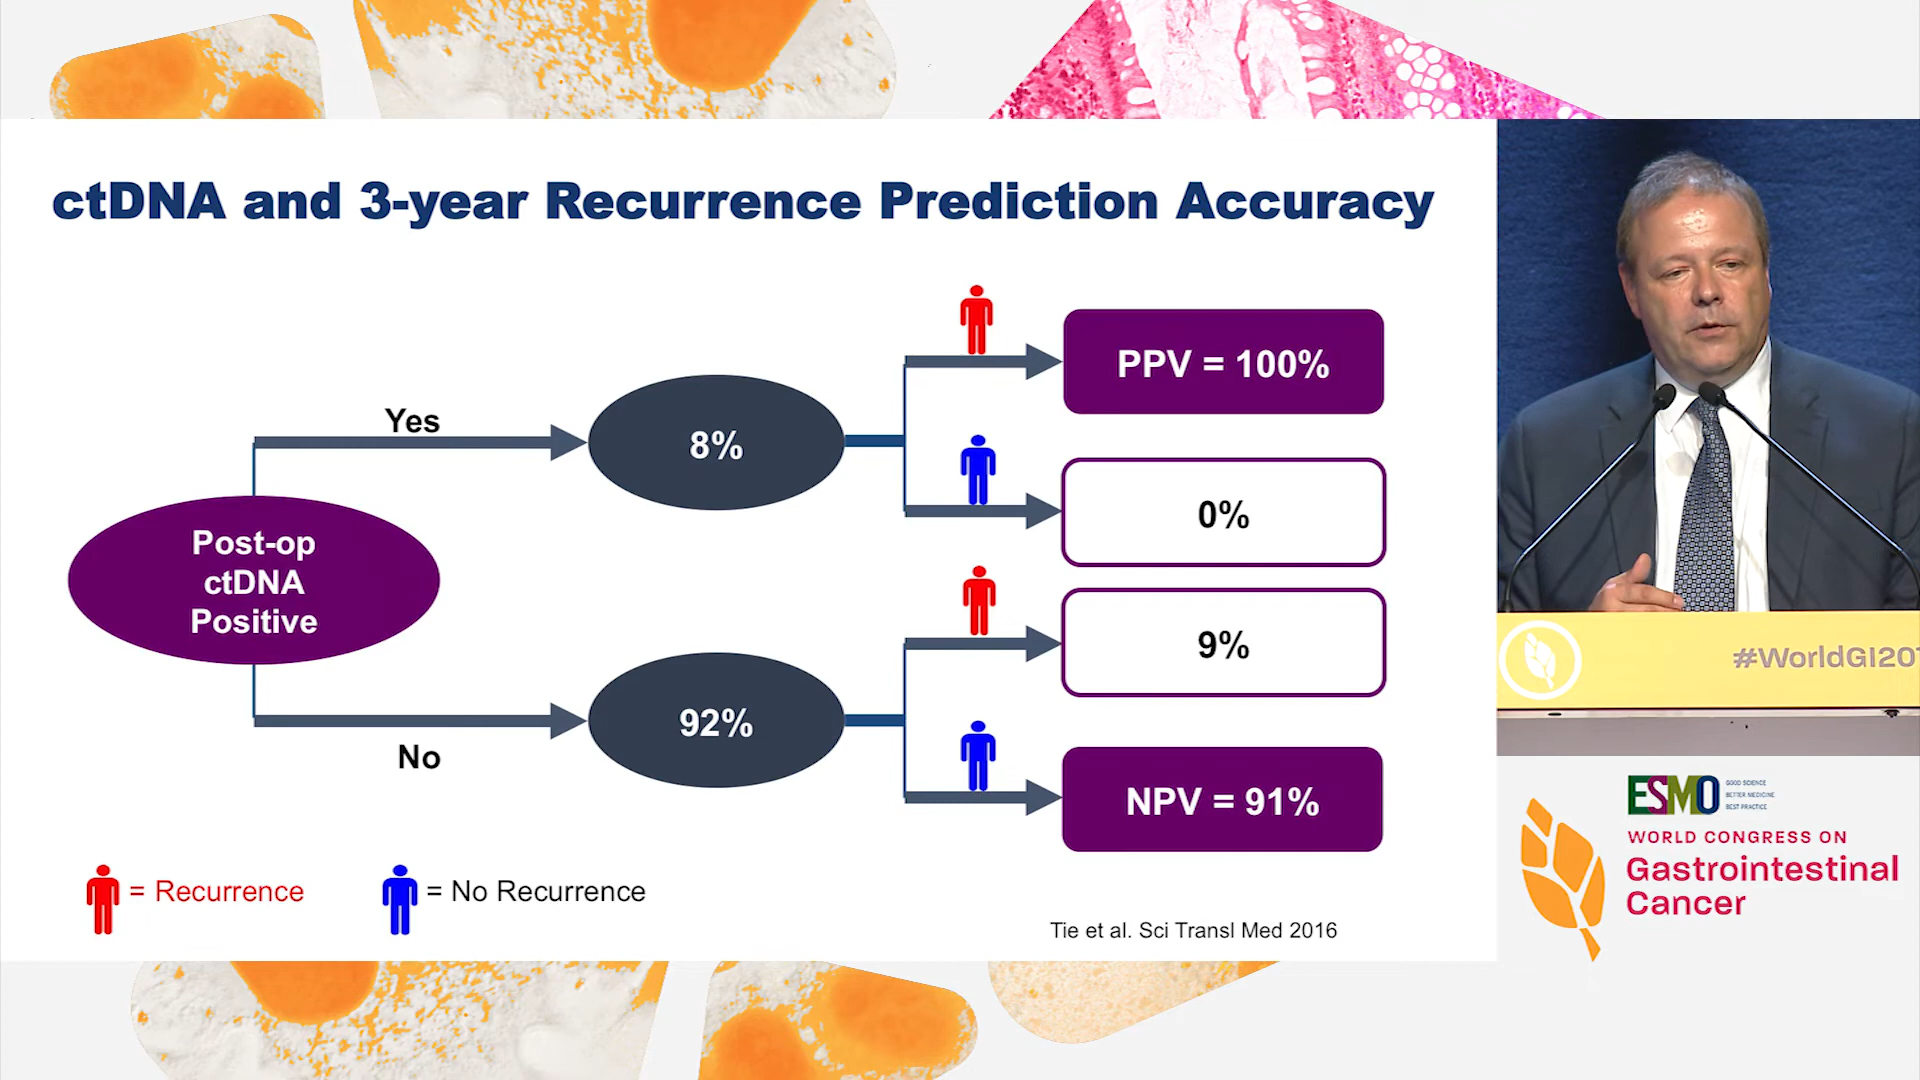 ctDNA and 3-year Recurrence Prediction Accuracy
Yes
8%
PPV = 100%
0%
Post-op
ctDNA
Positive
9%
92%
No
NPV = 91%
= Recurrence
= No Recurrence
Tie et al. Sci Transl Med 2016
#WorldGI20
ESMO
GOOD SCIENCE
BETTER MEDICINE
BEST PRACTICE
WORLD CONGRESS ON
Gastrointestinal
Cancer